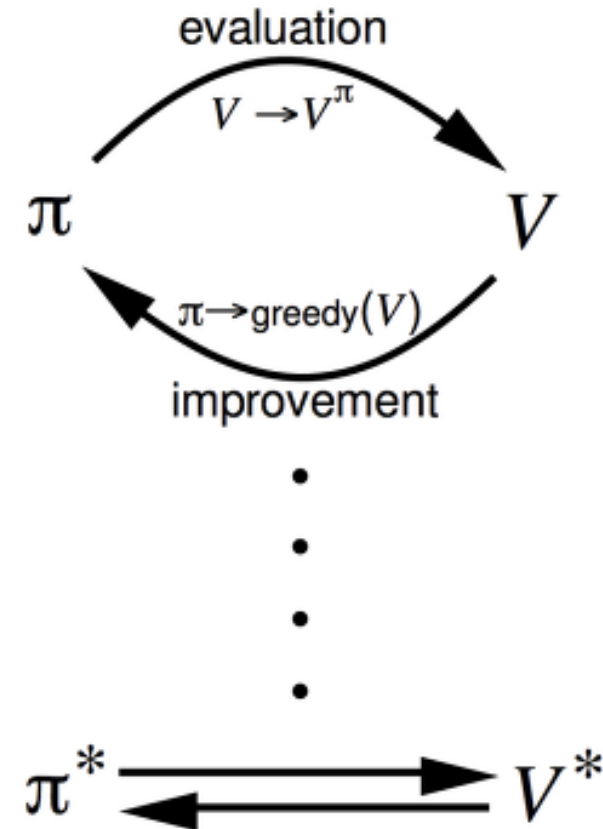 evaluation
V → V^π
π V
π→greedy(V)
improvement
π* V*